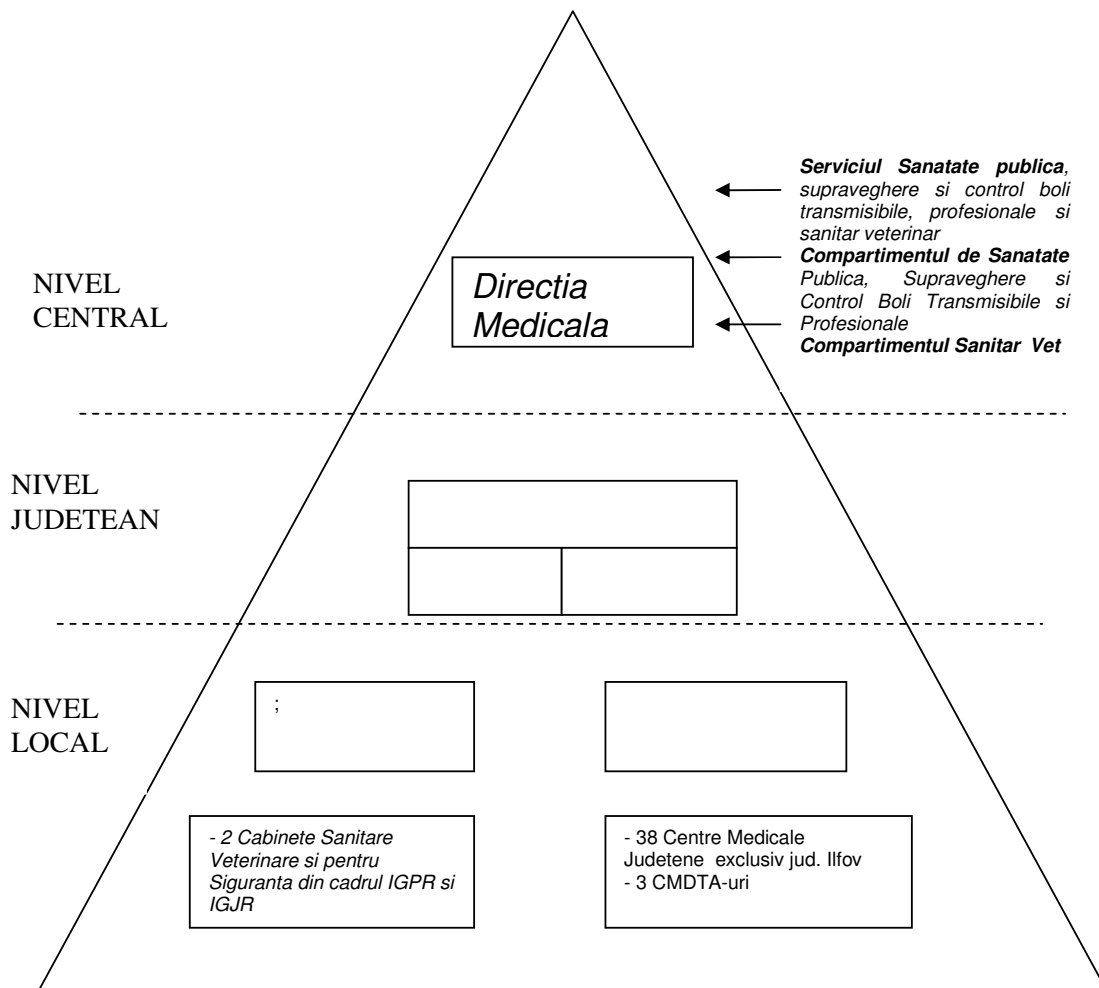 Serviciul Sanatate publica,
supraveghere si control boli
transmisibile, profesionale si
sanitar veterinar
Compartimentul de Sanatate
Publica, Supraveghere si
Control Boli Transmisibile si
Profesionale
Compartimentul Sanitar Vet
NIVEL
CENTRAL
Directia
Medicala
NIVEL
JUDETEAN
NIVEL
LOCAL
;
- 2 Cabinete Sanitare
Veterinare si pentru
Siguranta din cadrul IGPR si
IGJR
- 38 Centre Medicale
Judetene exclusiv jud. Ilfov
- 3 CMDTA-uri